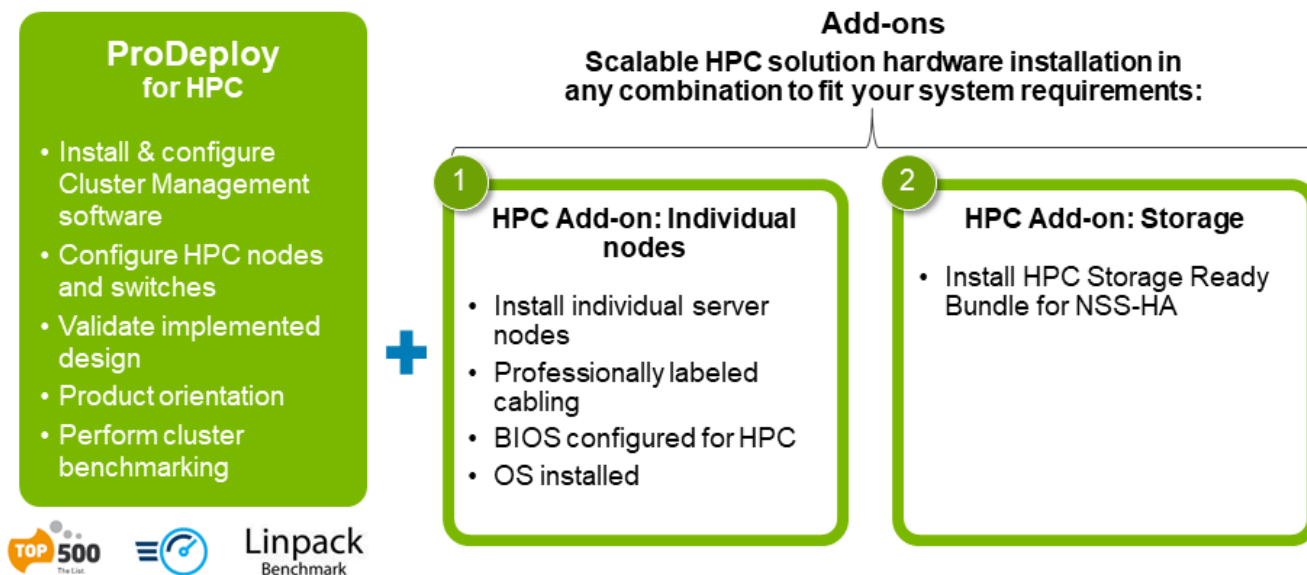 ProDeploy
for HPC
• Install & configure
Cluster Management
software
• Configure HPC nodes
and switches
• Validate implemented
design
• Product orientation
• Perform cluster
benchmarking
TOP 500
The List.
Linpack
Benchmark
Add-ons
Scalable HPC solution hardware installation in
any combination to fit your system requirements:
1
HPC Add-on: Individual
nodes
• Install individual server
nodes
• Professionally labeled
cabling
• BIOS configured for HPC
• OS installed
2
HPC Add-on: Storage
• Install HPC Storage Ready
Bundle for NSS-HA